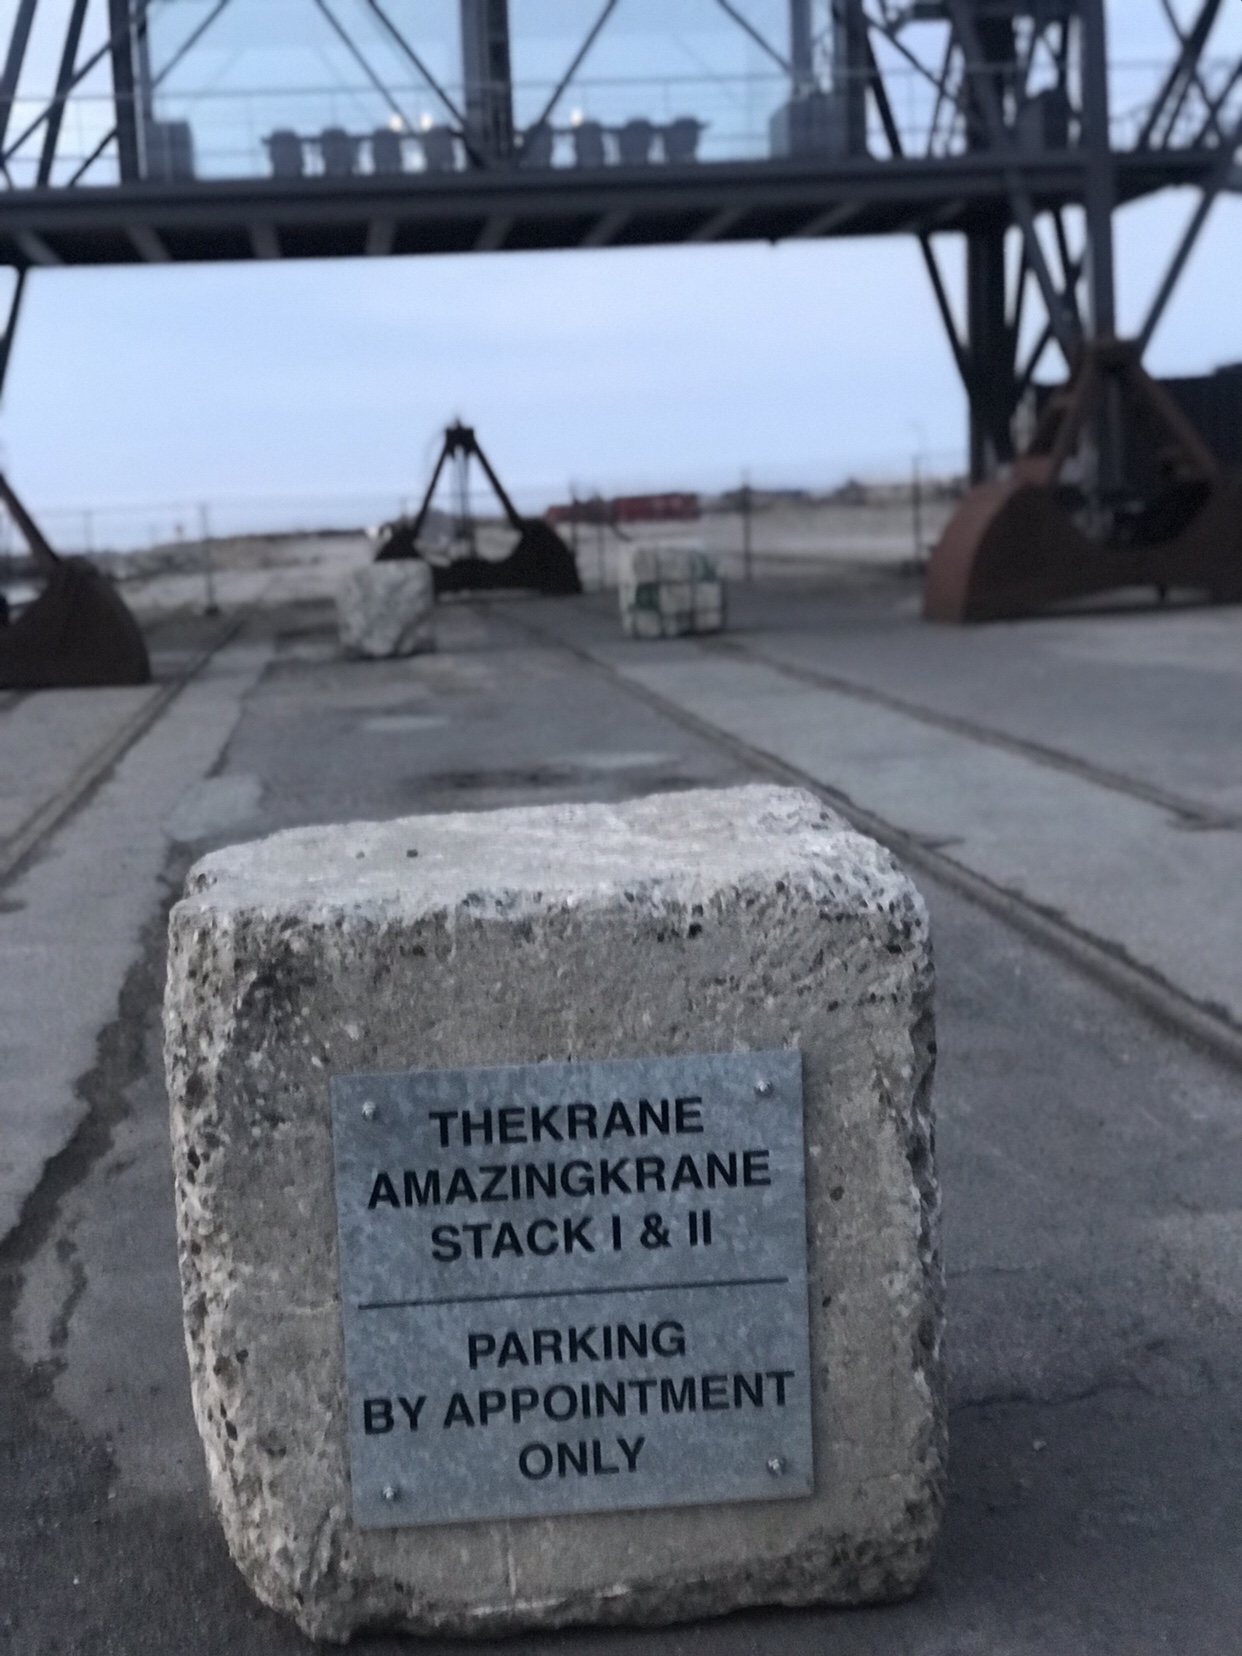 THEKRANE
AMAZINGKRANE
STACK I & II
PARKING
BY APPOINTMENT
ONLY